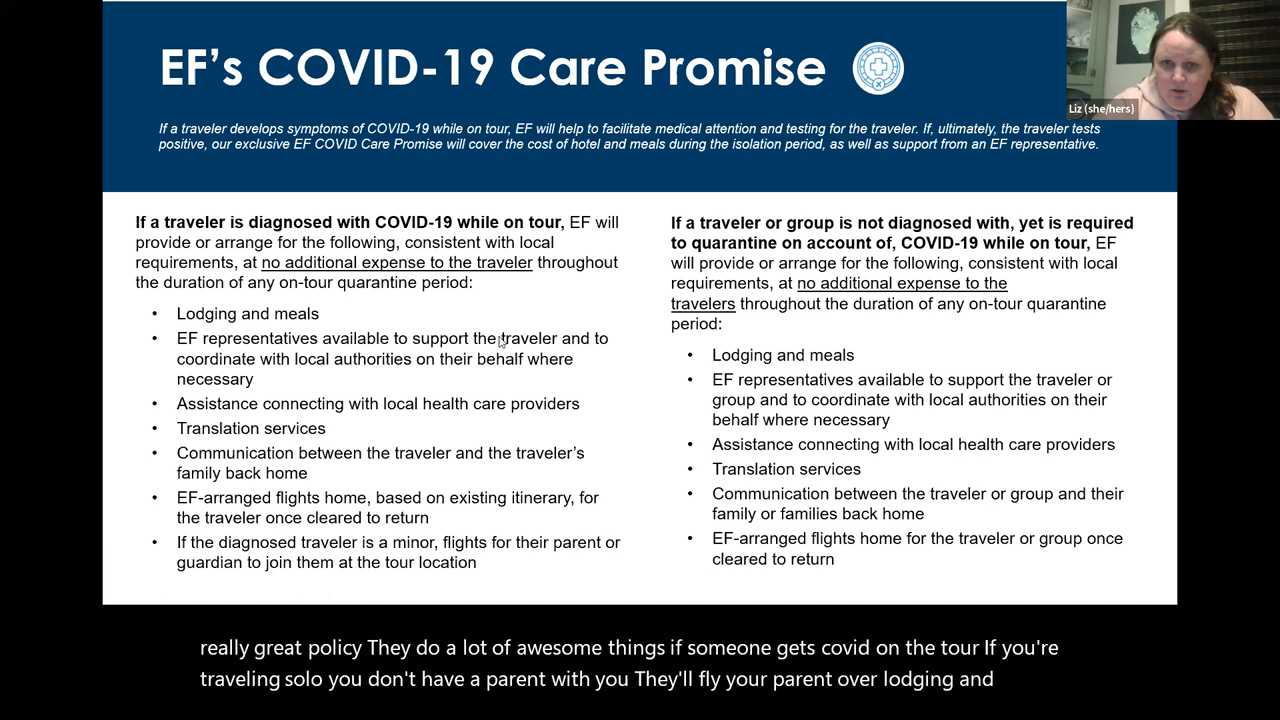 EF's COVID-19 Care Promise
Liz (she/hers)
If a traveler develops symptoms of COVID-19 while on tour, EF will help to facilitate medical attention and testing for the traveler. If, ultimately, the traveler tests
positive, our exclusive EF COVID Care Promise will cover the cost of hotel and meals during the isolation period, as well as support from an EF representative.
If a traveler is diagnosed with COVID-19 while on tour, EF will
provide or arrange for the following, consistent with local
requirements, at no additional expense to the traveler throughout
the duration of any on-tour quarantine period:
• Lodging and meals
• EF representatives available to support the traveler and to
coordinate with local authorities on their behalf where
necessary
• Assistance connecting with local health care providers
• Translation services
• Communication between the traveler and the traveler's
family back home
• EF-arranged flights home, based on existing itinerary, for
the traveler once cleared to return
• If the diagnosed traveler is a minor, flights for their parent or
guardian to join them at the tour location
If a traveler or group is not diagnosed with, yet is required
to quarantine on account of, COVID-19 while on tour, EF
will provide or arrange for the following, consistent with local
requirements, at no additional expense to the
travelers throughout the duration of any on-tour quarantine
period:
• Lodging and meals
• EF representatives available to support the traveler or
group and to coordinate with local authorities on their
behalf where necessary
• Assistance connecting with local health care providers
• Translation services
• Communication between the traveler or group and their
family or families back home
• EF-arranged flights home for the traveler or group once
cleared to return
really great policy They do a lot of awesome things if someone gets covid on the tour If you're
traveling solo you don't have a parent with you They'll fly your parent over lodging and